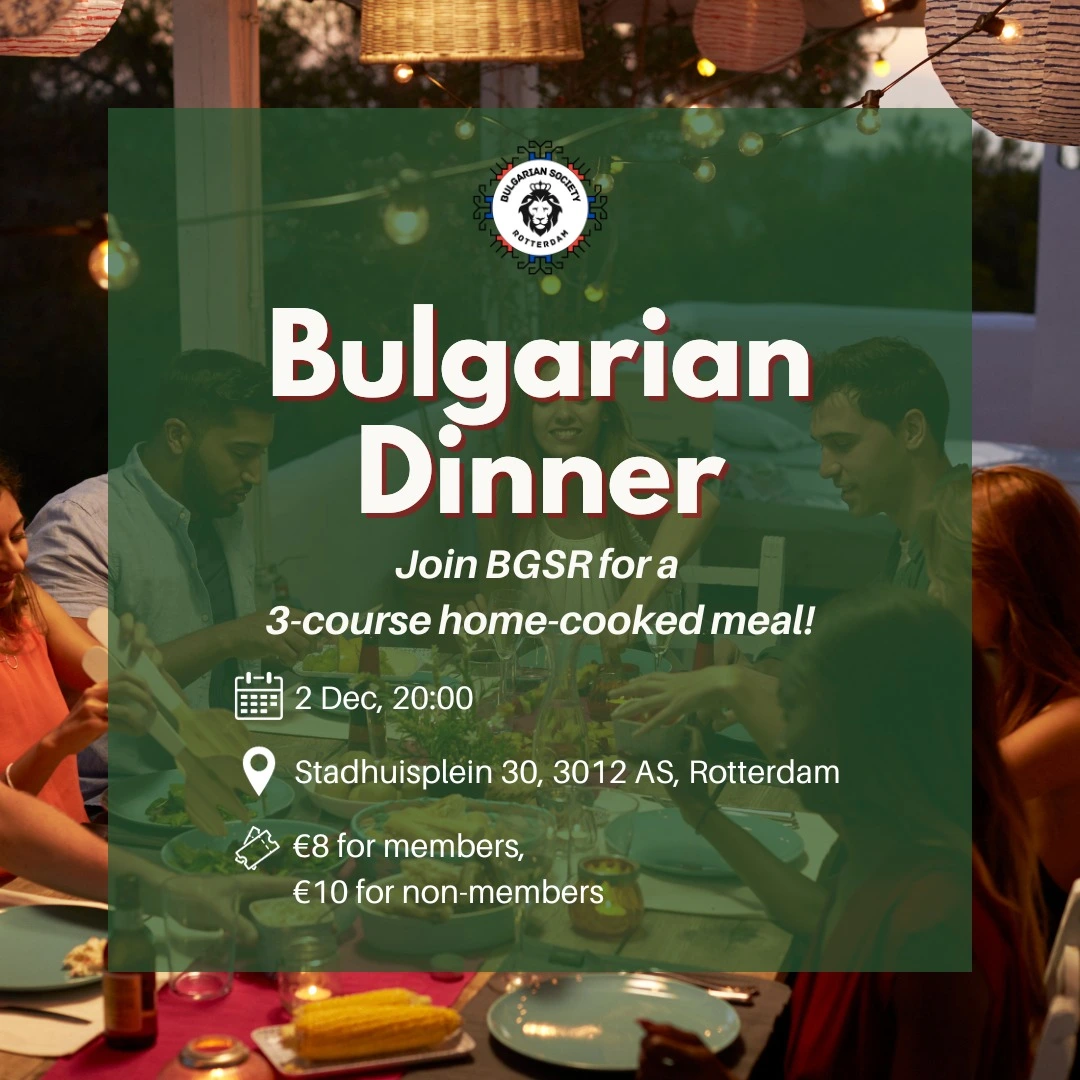 BULGARIAN SOCIETY
ROTTERDAM
Bulgarian
Dinner
Join BGSR for a
3-course home-cooked meal!
2 Dec, 20:00
Stadhuisplein 30, 3012 AS, Rotterdam
€8 for members,
€10 for non-members